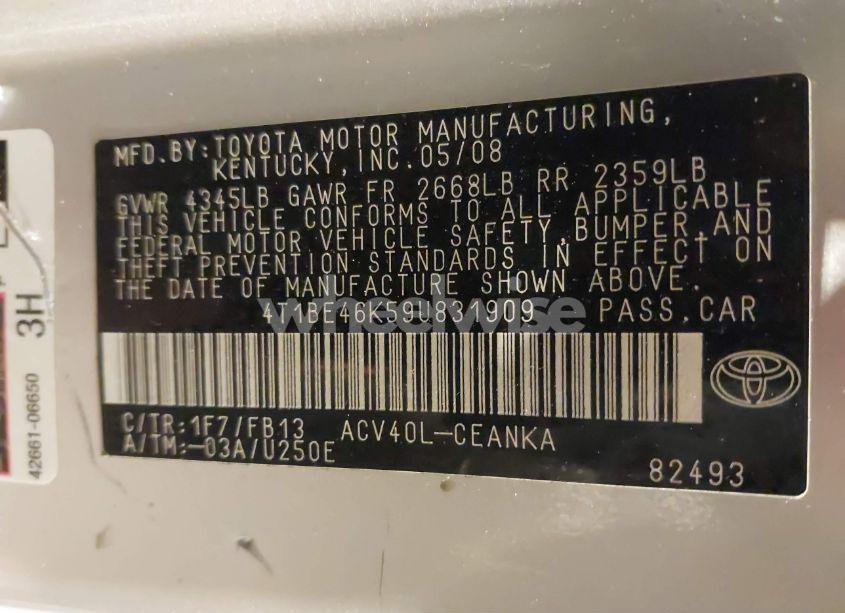 MFD.BY:TOYOTA MOTOR MANUFACTURING,
KENTUCKY,INC.05/08
GVWR 4345LB GAWR FR 2668LB RR 2359LB
THIS VEHICLE CONFORMS TO ALL APPLICABLE
FEDERAL MOTOR VEHICLE SAFETY,BUMPER,AND
THEFT PREVENTION STANDARDS IN EFFECT ON
THE DATE OF MANUFACTURE SHOWN ABOVE.
4T1BE46K59U831909 PASS.CAR
wheelwise
C/TR:1F7/FB13 ACV40L-CEANKA
A/TM:-03A/U250E
82493
3H
42661-06650